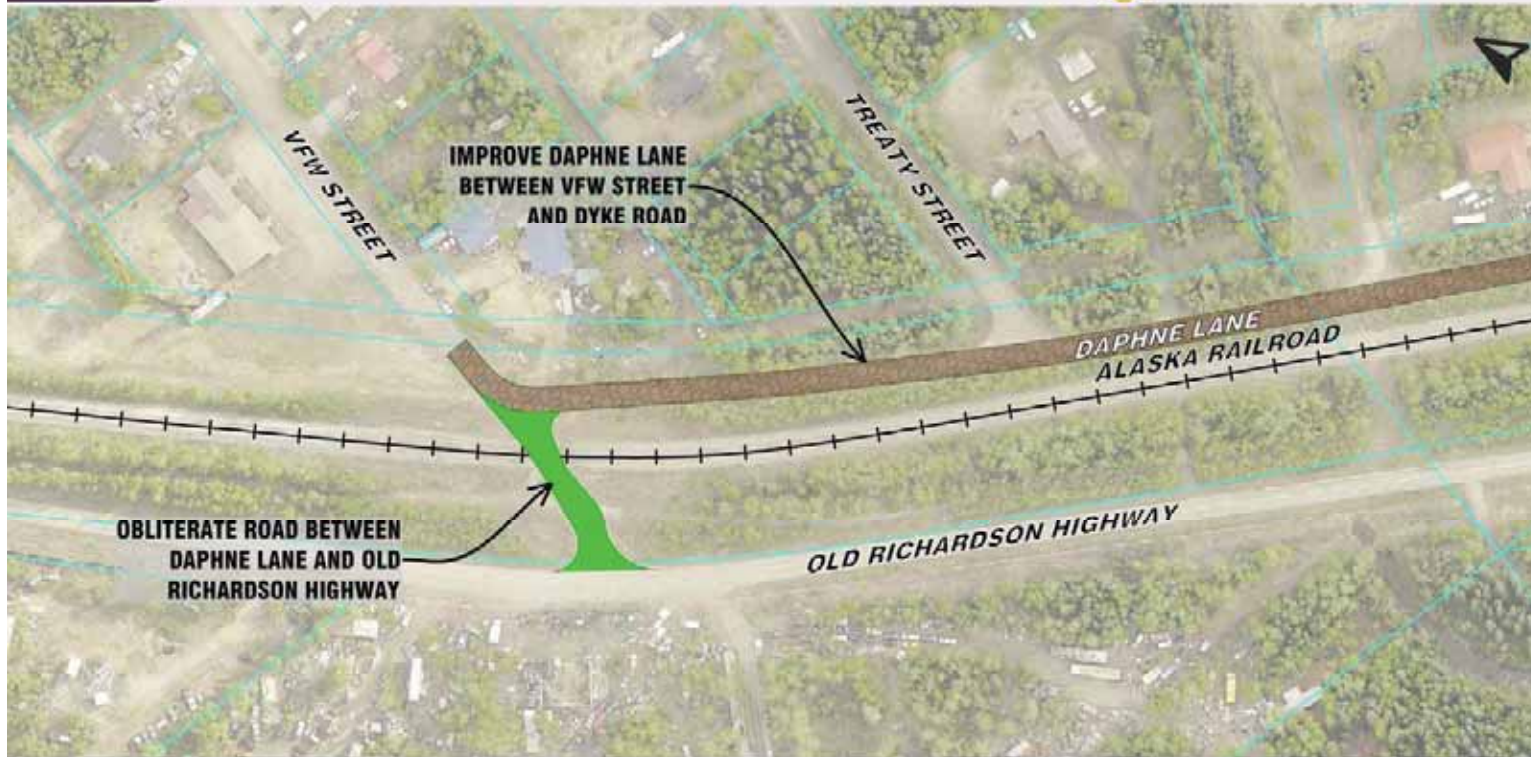 VFW STREET
IMPROVE DAPHNE LANE
BETWEEN VFW STREET
AND DYKE ROAD
TREATY STREET
DAPHNE LANE
ALASKA RAILROAD
OBLITERATE ROAD BETWEEN
DAPHNE LANE AND OLD
RICHARDSON HIGHWAY
OLD RICHARDSON HIGHWAY